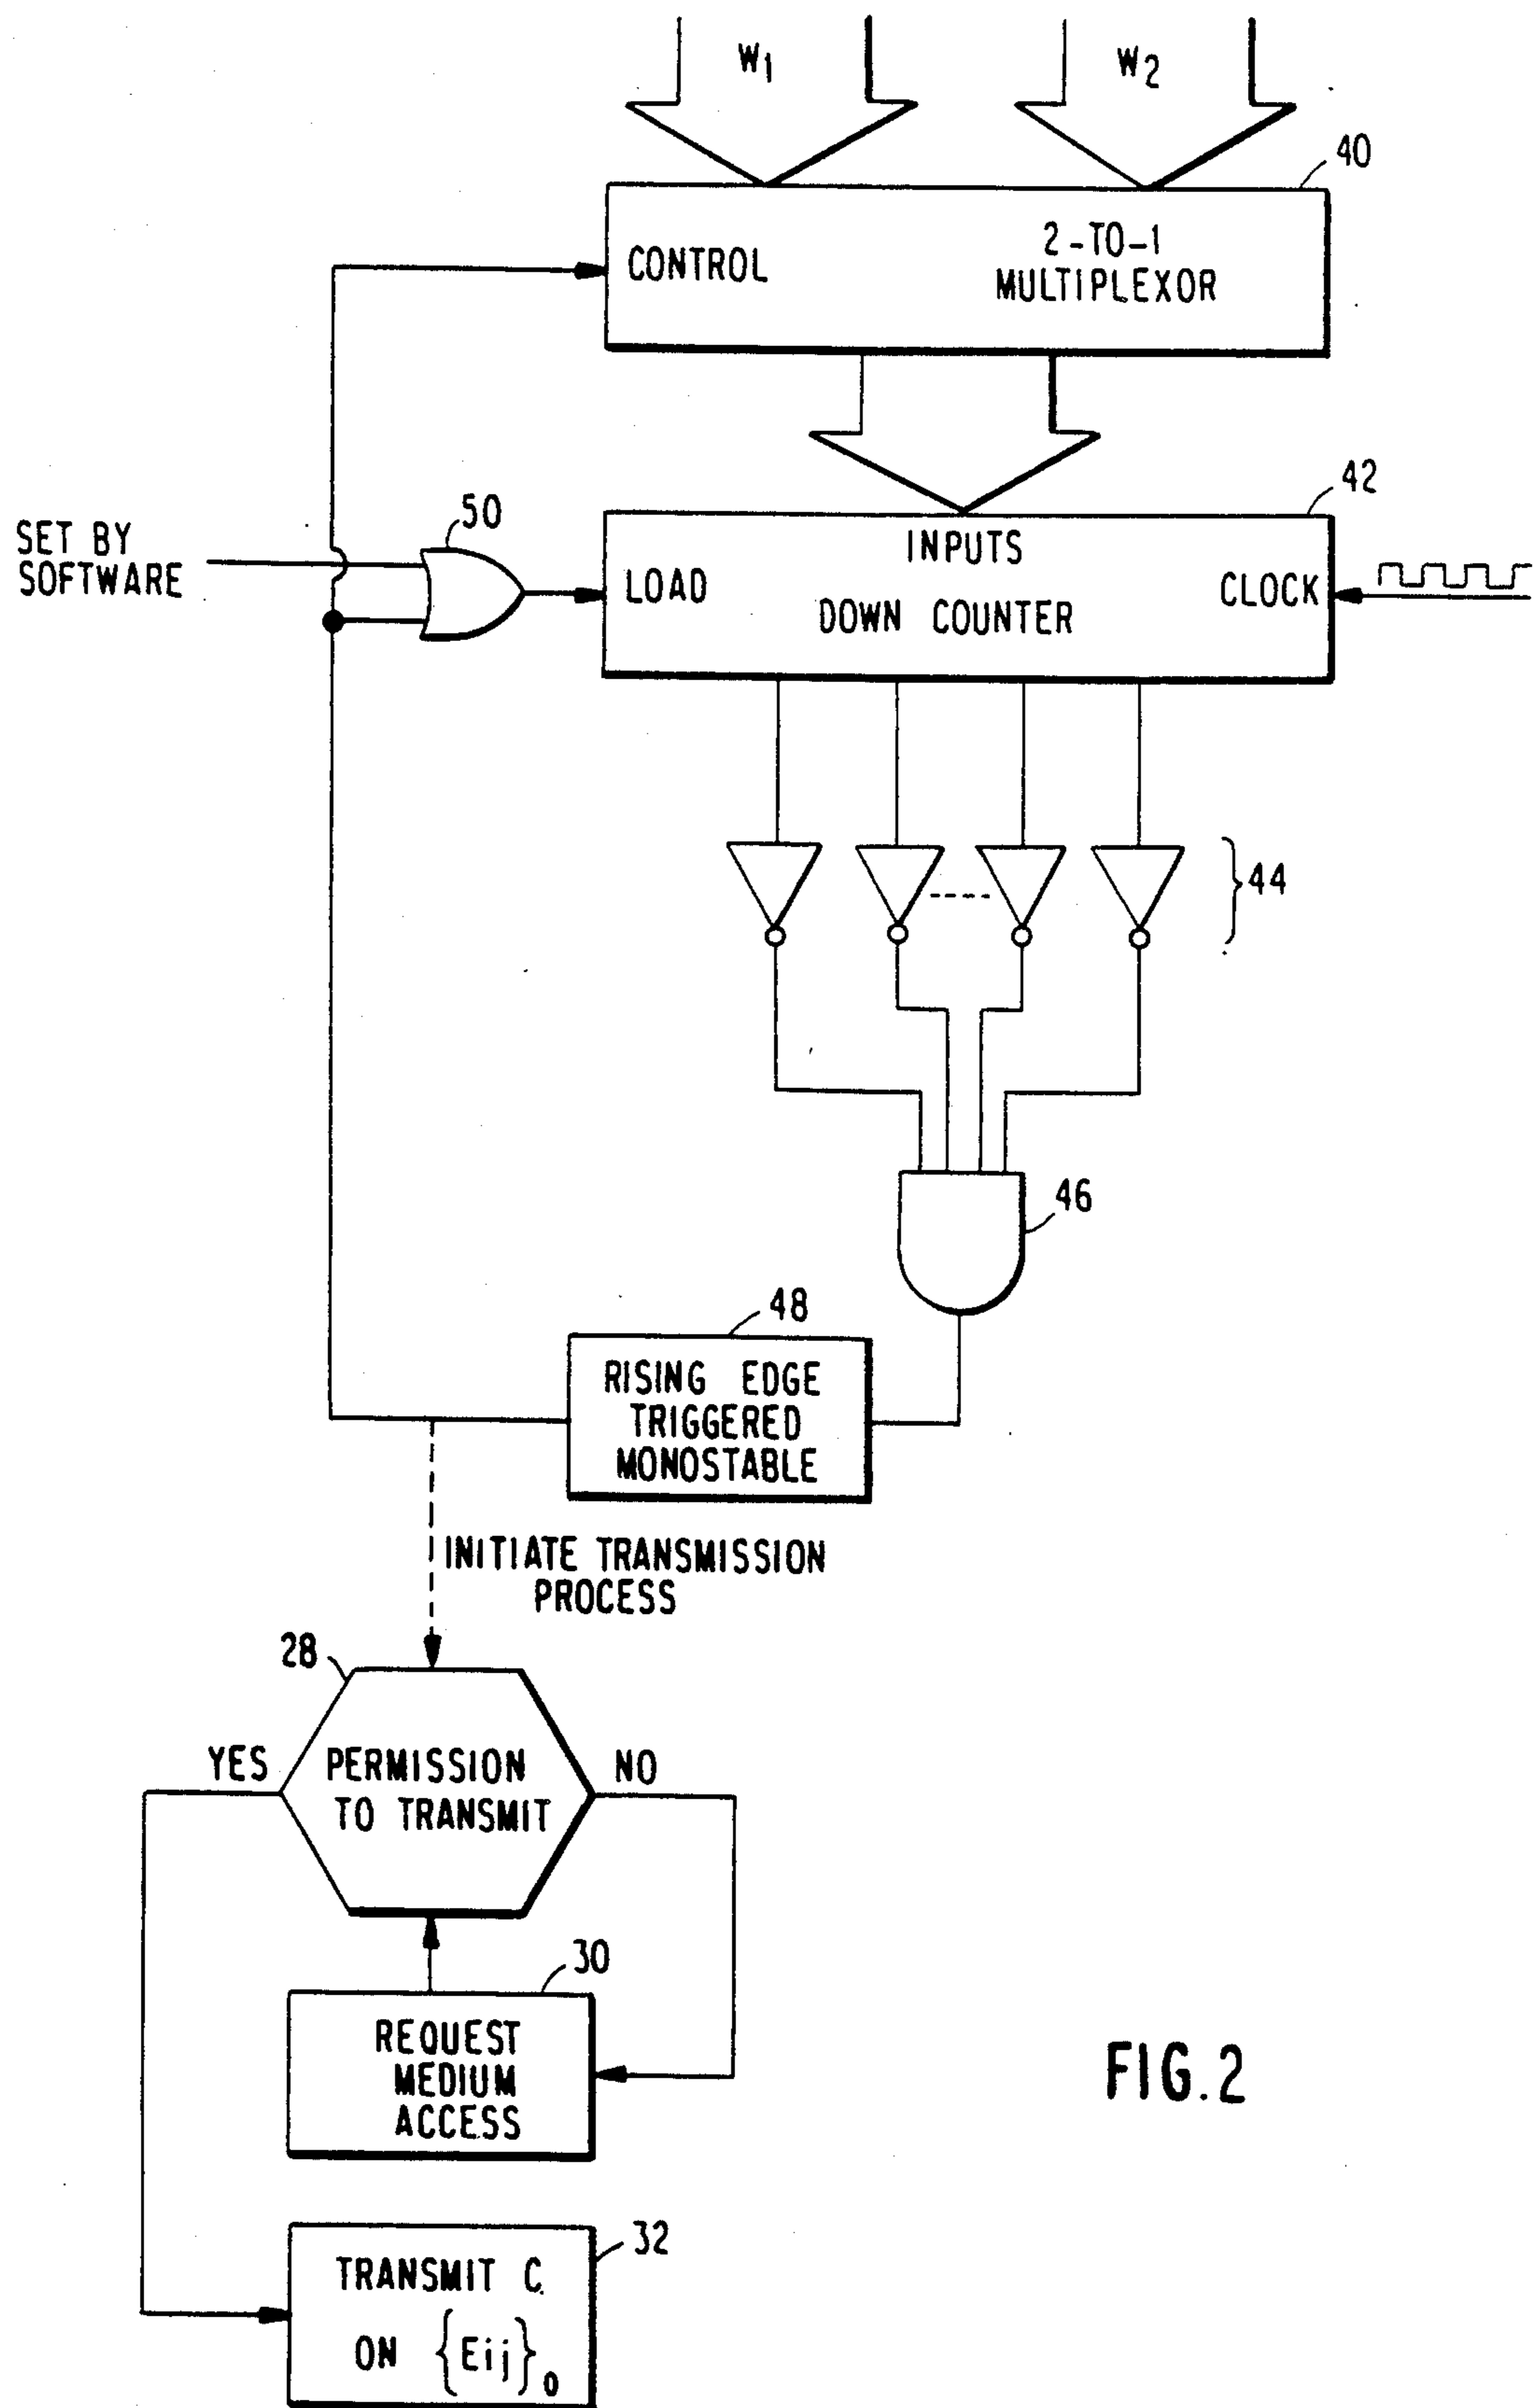 W1
W2
40
CONTROL
2-TO-1
MULTIPLEXOR
42
SET BY
SOFTWARE
50
LOAD
INPUTS
DOWN COUNTER
CLOCK
44
46
48
RISING EDGE
TRIGGERED
MONOSTABLE
INITIATE TRANSMISSION
PROCESS
28
YES
PERMISSION
TO TRANSMIT
NO
30
REQUEST
MEDIUM
ACCESS
FIG.2
32
TRANSMIT C
ON {Eij}o